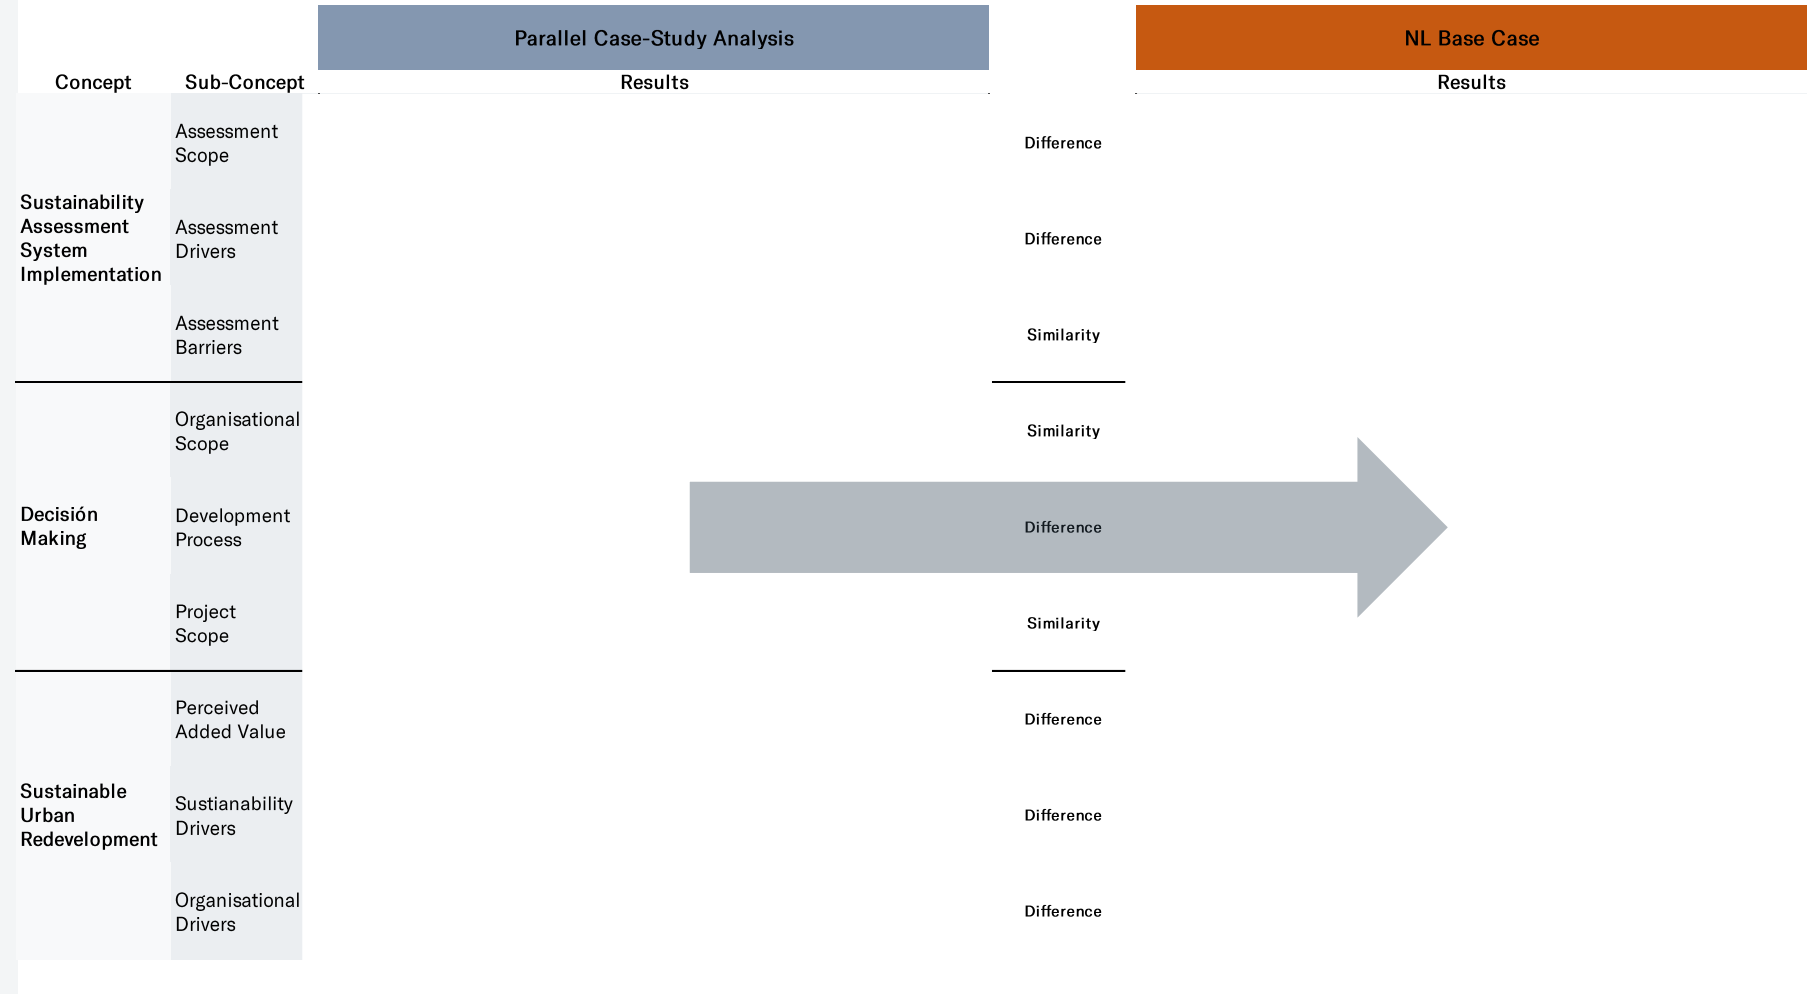 Parallel Case-Study Analysis
NL Base Case
Concept
Sub-Concept
Results
Results
Sustainability
Assessment
System
Implementation
Assessment
Scope
Difference
Assessment
Drivers
Difference
Assessment
Barriers
Similarity
Decisión
Making
Organisational
Scope
Similarity
Development
Process
Difference
Project
Scope
Similarity
Sustainable
Urban
Redevelopment
Perceived
Added Value
Difference
Sustianability
Drivers
Difference
Organisational
Drivers
Difference